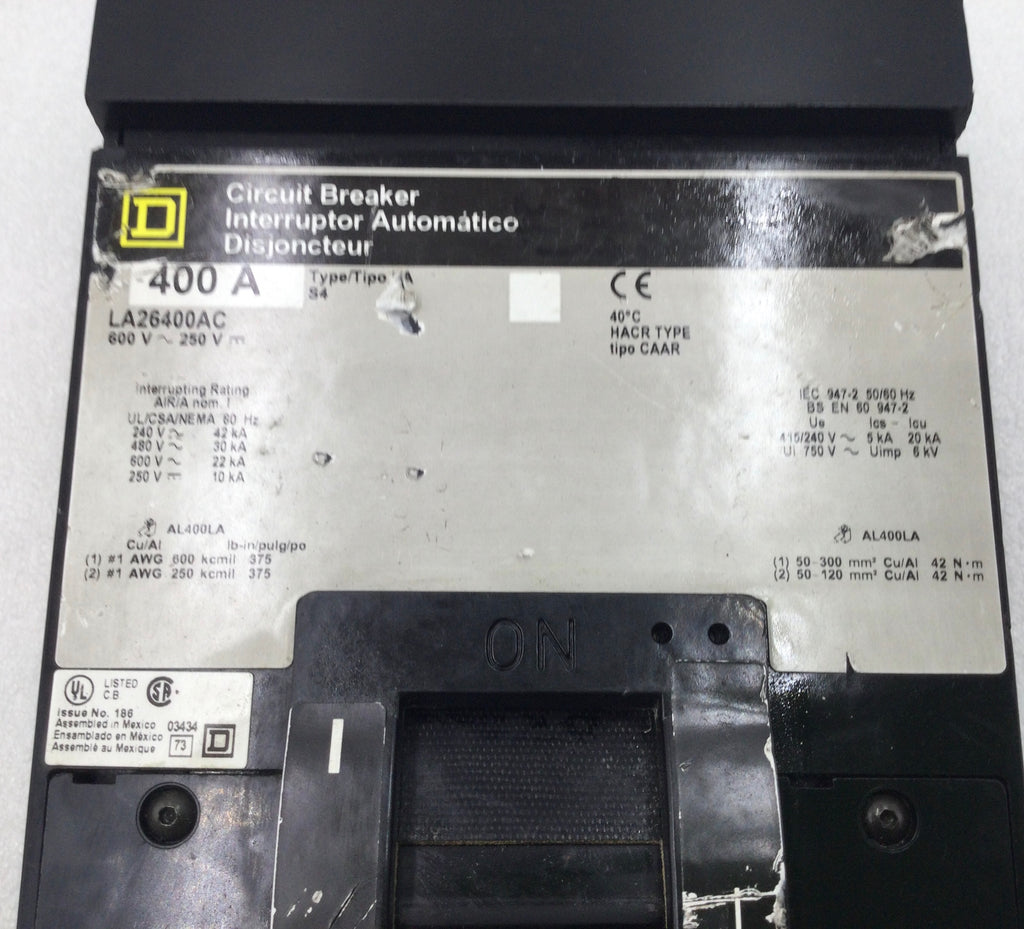 D
Circuit Breaker
Interruptor Automático
Disjoncteur
400 A
Type/Tipo
S4
LA26400AC
600 V ~ 250 V ⎓
CE
40°C
HACR TYPE
tipo CAAR
Interrupting Rating
AIR/A nom.
UL/CSA/NEMA 60 Hz
240 V ~ 42 kA
480 V ~ 30 kA
600 V ~ 22 kA
250 V ⎓ 10 kA
IEC 947-2 50/60 Hz
BS EN 60 947-2
Ue Ics - Icu
415/240 V ~ 5 kA 20 kA
Ui 750 V ~ Uimp 6 kV
AL400LA
Cu/Al lb-in/pulg/po
(1) #1 AWG 600 kcmil 375
(2) #1 AWG 250 kcmil 375
AL400LA
(1) 50-300 mm² Cu/Al 42 N·m
(2) 50-120 mm² Cu/Al 42 N·m
ON
UL LISTED
C.B.
SA
Issue No. 186
Assembled in Mexico 03434
Ensamblado en México
Assemblé au Mexique 73 D
I